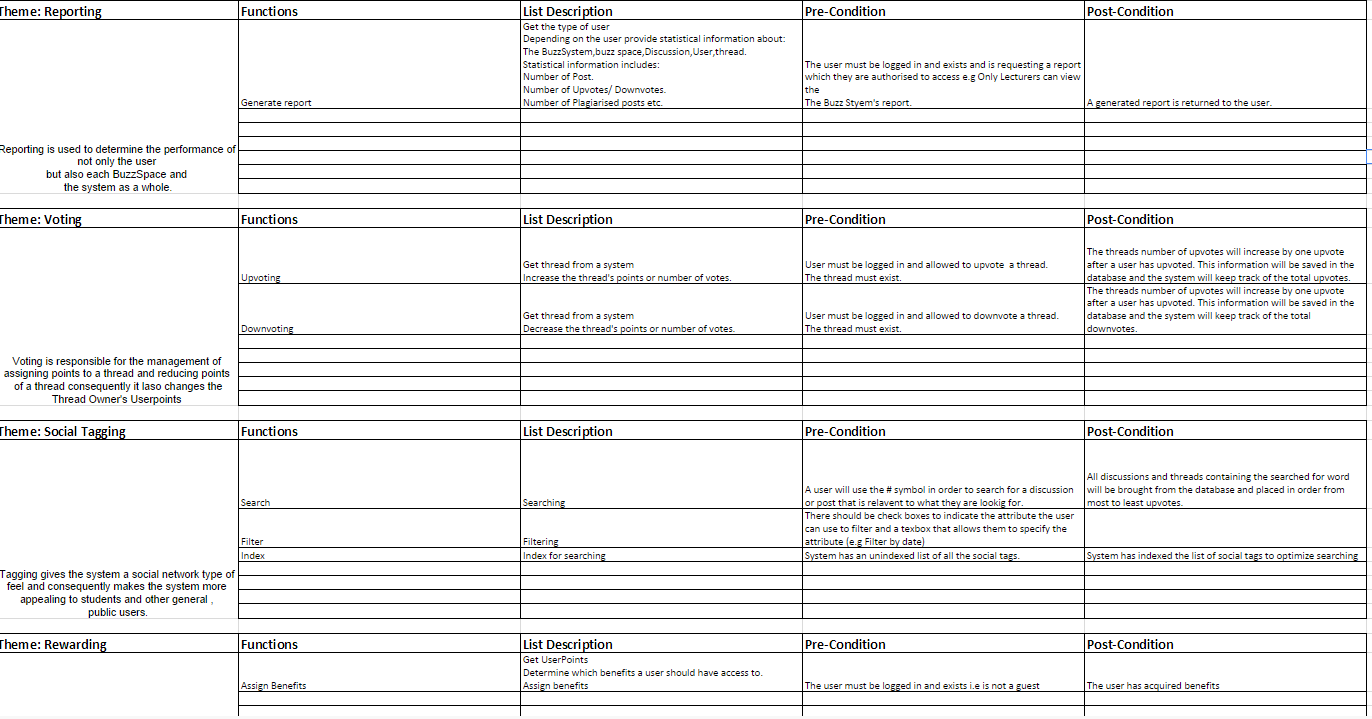 Theme: Reporting
Functions
List Description
Pre-Condition
Post-Condition
Reporting is used to determine the performance of
not only the user
but also each BuzzSpace and
the system as a whole.
Generate report
Get the type of user
Depending on the user provide statistical information about:
The BuzzSystem,buzz space,Discussion,User,thread.
Statistical information includes:
Number of Post.
Number of Upvotes/ Downvotes.
Number of Plagiarised posts etc.
The user must be logged in and exists and is requesting a report
which they are authorised to access e.g Only Lecturers can view
the
The Buzz Styem's report.
A generated report is returned to the user.
Theme: Voting
Functions
List Description
Pre-Condition
Post-Condition
Voting is responsible for the management of
assigning points to a thread and reducing points
of a thread consequently it laso changes the
Thread Owner's Userpoints
Upvoting
Get thread from a system
Increase the thread's points or number of votes.
User must be logged in and allowed to upvote  a thread.
The thread must exist.
The threads number of upvotes will increase by one upvote
after a user has upvoted. This information will be saved in the
database and the system will keep track of the total upvotes.
Downvoting
Get thread from a system
Decrease the thread's points or number of votes.
User must be logged in and allowed to downvote a thread.
The thread must exist.
The threads number of upvotes will increase by one upvote
after a user has upvoted. This information will be saved in the
database and the system will keep track of the total
downvotes.
Theme: Social Tagging
Functions
List Description
Pre-Condition
Post-Condition
Tagging gives the system a social network type of
feel and consequently makes the system more
appealing to students and other general ,
public users.
Search
Searching
A user will use the # symbol in order to search for a discussion
or post that is relavent to what they are lookig for.
All discussions and threads containing the searched for word
will be brought from the database and placed in order from
most to least upvotes.
Filter
Filtering
There should be check boxes to indicate the attribute the user
can use to filter and a texbox that allows them to specify the
attribute (e.g Filter by date)
Index
Index for searching
System has an unindexed list of all the social tags.
System has indexed the list of social tags to optimize searching
Theme: Rewarding
Functions
List Description
Pre-Condition
Post-Condition
Assign Benefits
Get UserPoints
Determine which benefits a user should have access to.
Assign benefits
The user must be logged in and exists i.e is not a guest
The user has acquired benefits